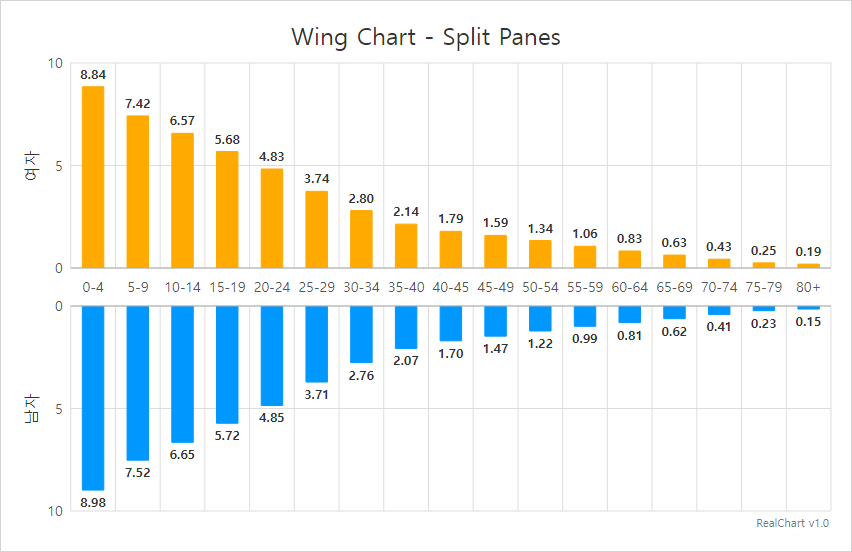 Wing Chart - Split Panes
10
8.84 7.42 6.57 5.68 4.83 3.74 2.80 2.14 1.79 1.59 1.34 1.06 0.83 0.63 0.43 0.25 0.19
여자
5
0
0-4 5-9 10-14 15-19 20-24 25-29 30-34 35-40 40-45 45-49 50-54 55-59 60-64 65-69 70-74 75-79 80+
0
8.98 7.52 6.65 5.72 4.85 3.71 2.76 2.07 1.70 1.47 1.22 0.99 0.81 0.62 0.41 0.23 0.15
남자
5
10
RealChart v1.0